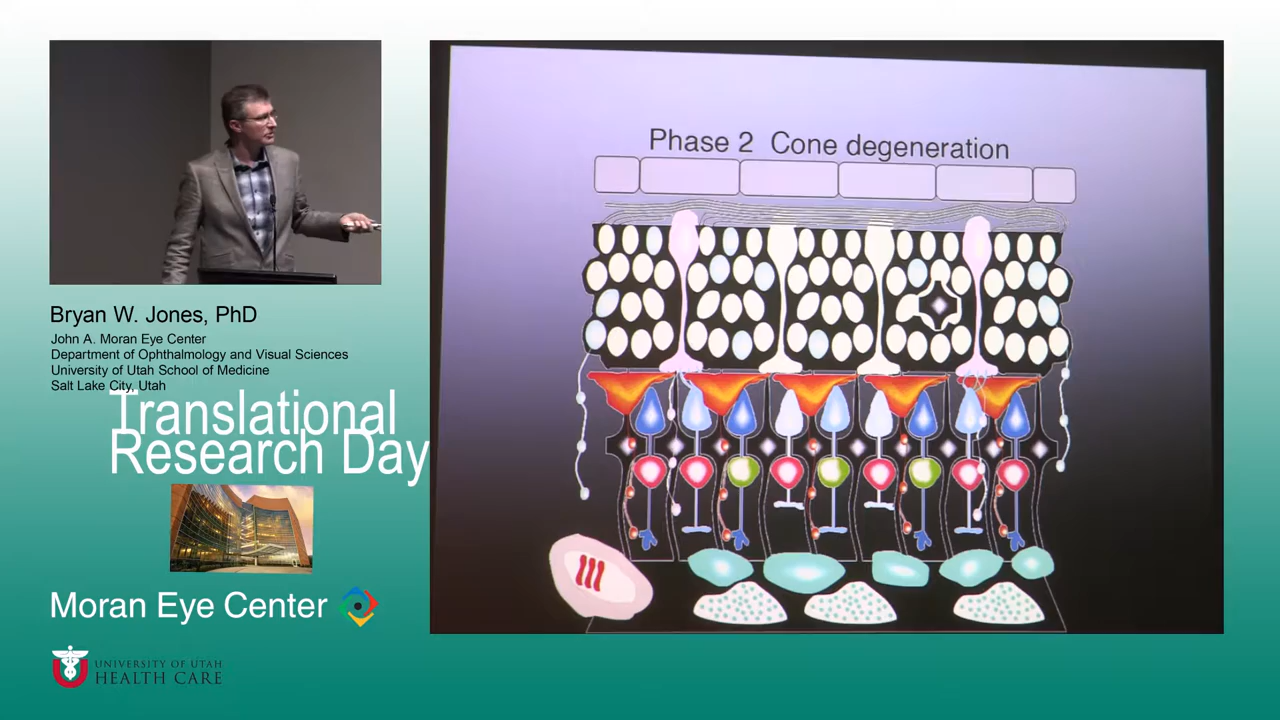 Phase 2 Cone degeneration
Bryan W. Jones, PhD
John A. Moran Eye Center
Department of Ophthalmology and Visual Sciences
University of Utah School of Medicine
Salt Lake City, Utah
Translational
Research Day
Moran Eye Center
U
UNIVERSITY OF UTAH
HEALTH CARE